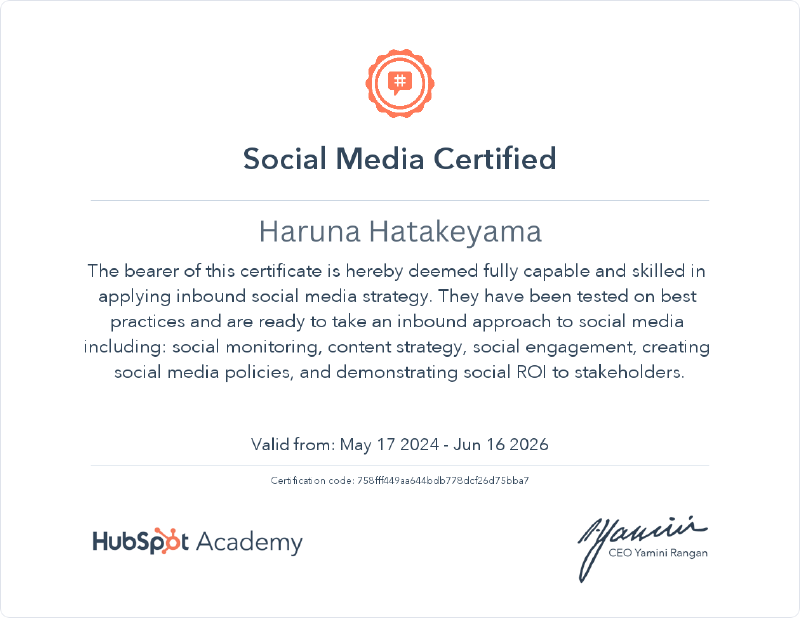 #
Social Media Certified
Haruna Hatakeyama
The bearer of this certificate is hereby deemed fully capable and skilled in
applying inbound social media strategy. They have been tested on best
practices and are ready to take an inbound approach to social media
including: social monitoring, content strategy, social engagement, creating
social media policies, and demonstrating social ROI to stakeholders.
Valid from: May 17 2024 - Jun 16 2026
Certification code: 758fff449aa644bdb778dcf26d75bba7
HubSpot Academy
Yamini
CEO Yamini Rangan